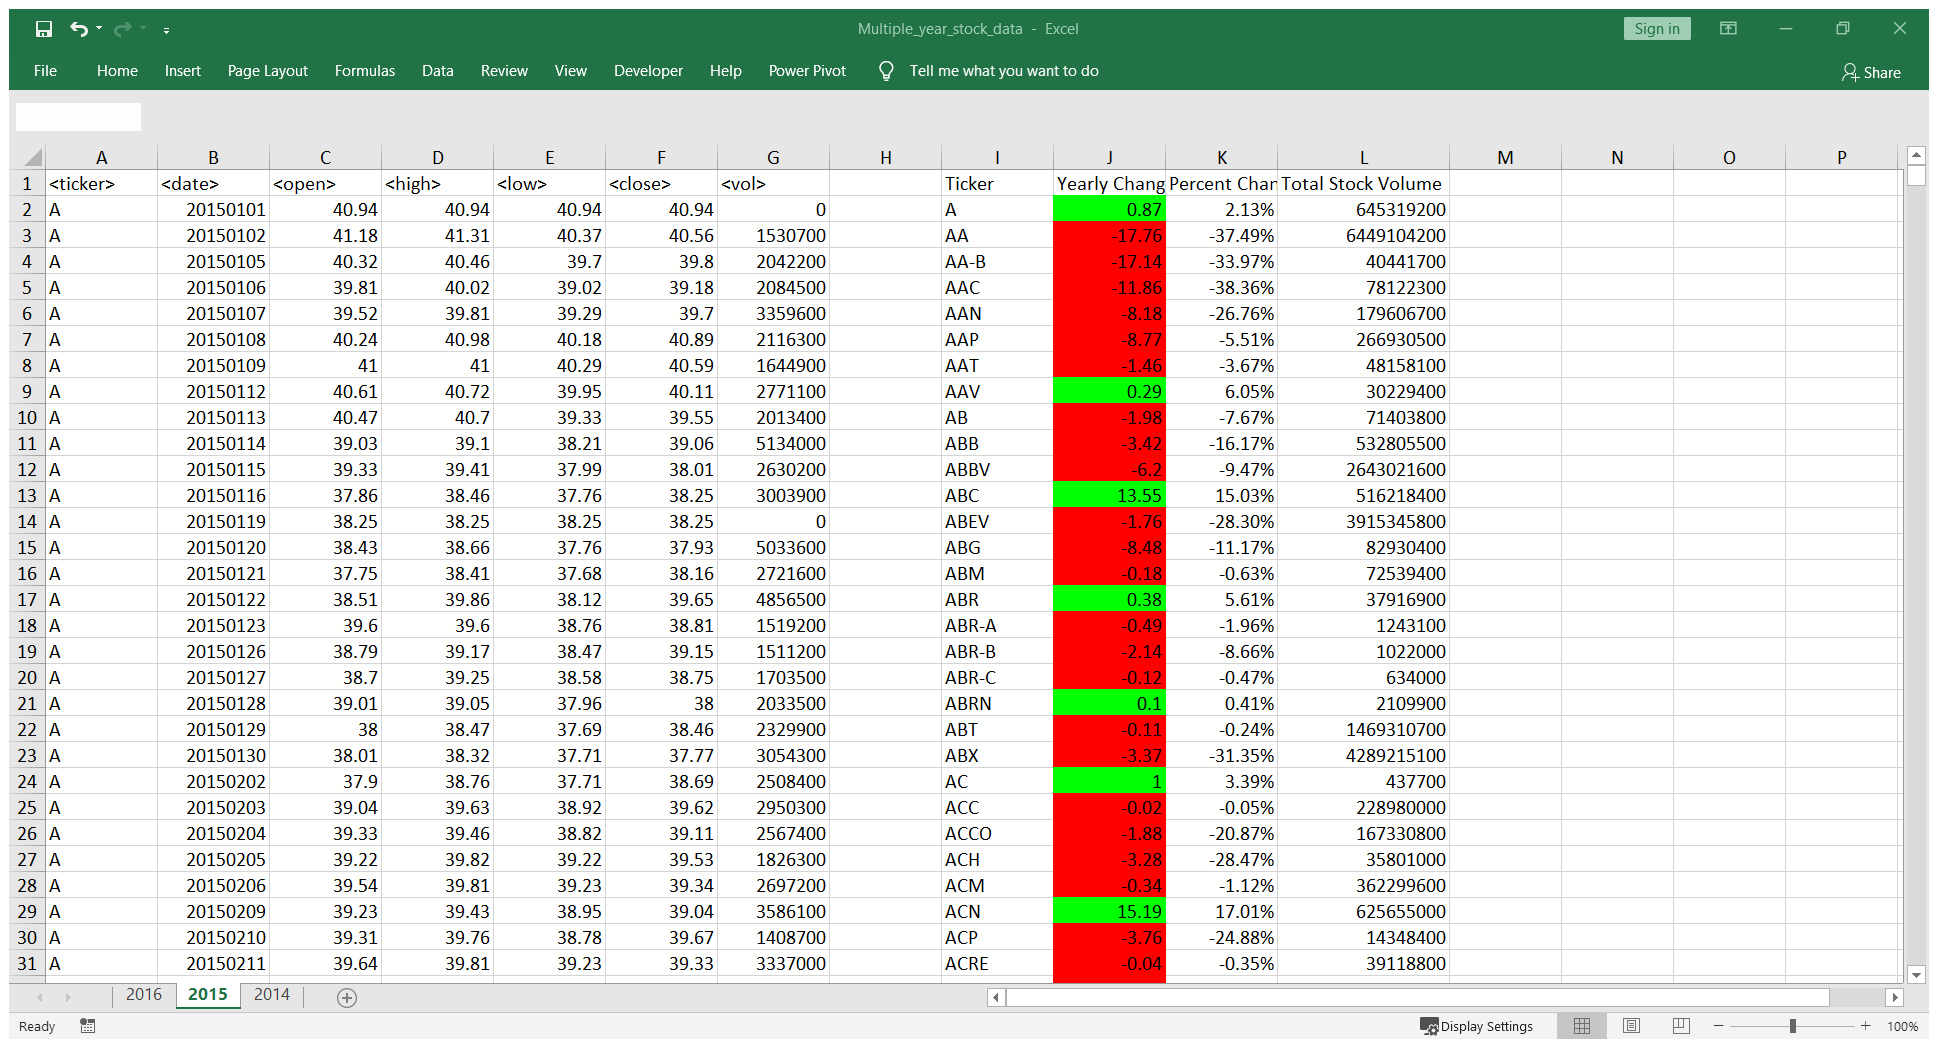 Multiple_year_stock_data - Excel
Sign in
File Home Insert Page Layout Formulas Data Review View Developer Help Power Pivot Tell me what you want to do Share
A B C D E F G H I J K L M N O P
1 <ticker> <date> <open> <high> <low> <close> <vol> Ticker Yearly Chang Percent Chan Total Stock Volume
2 A 20150101 40.94 40.94 40.94 40.94 0 A 0.87 2.13% 645319200
3 A 20150102 41.18 41.31 40.37 40.56 1530700 AA -17.76 -37.49% 6449104200
4 A 20150105 40.32 40.46 39.7 39.8 2042200 AA-B -17.14 -33.97% 40441700
5 A 20150106 39.81 40.02 39.02 39.18 2084500 AAC -11.86 -38.36% 78122300
6 A 20150107 39.52 39.81 39.29 39.7 3359600 AAN -8.18 -26.76% 179606700
7 A 20150108 40.24 40.98 40.18 40.89 2116300 AAP -8.77 -5.51% 266930500
8 A 20150109 41 41 40.29 40.59 1644900 AAT -1.46 -3.67% 48158100
9 A 20150112 40.61 40.72 39.95 40.11 2771100 AAV 0.29 6.05% 30229400
10 A 20150113 40.47 40.7 39.33 39.55 2013400 AB -1.98 -7.67% 71403800
11 A 20150114 39.03 39.1 38.21 39.06 5134000 ABB -3.42 -16.17% 532805500
12 A 20150115 39.33 39.41 37.99 38.01 2630200 ABBV -6.2 -9.47% 2643021600
13 A 20150116 37.86 38.46 37.76 38.25 3003900 ABC 13.55 15.03% 516218400
14 A 20150119 38.25 38.25 38.25 38.25 0 ABEV -1.76 -28.30% 3915345800
15 A 20150120 38.43 38.66 37.76 37.93 5033600 ABG -8.48 -11.17% 82930400
16 A 20150121 37.75 38.41 37.68 38.16 2721600 ABM -0.18 -0.63% 72539400
17 A 20150122 38.51 39.86 38.12 39.65 4856500 ABR 0.38 5.61% 37916900
18 A 20150123 39.6 39.6 38.76 38.81 1519200 ABR-A -0.49 -1.96% 1243100
19 A 20150126 38.79 39.17 38.47 39.15 1511200 ABR-B -2.14 -8.66% 1022000
20 A 20150127 38.7 39.25 38.58 38.75 1703500 ABR-C -0.12 -0.47% 634000
21 A 20150128 39.01 39.05 37.96 38 2033500 ABRN 0.1 0.41% 2109900
22 A 20150129 38 38.47 37.69 38.46 2329900 ABT -0.11 -0.24% 1469310700
23 A 20150130 38.01 38.32 37.71 37.77 3054300 ABX -3.37 -31.35% 4289215100
24 A 20150202 37.9 38.76 37.71 38.69 2508400 AC 1 3.39% 437700
25 A 20150203 39.04 39.63 38.92 39.62 2950300 ACC -0.02 -0.05% 228980000
26 A 20150204 39.33 39.46 38.82 39.11 2567400 ACCO -1.88 -20.87% 167330800
27 A 20150205 39.22 39.82 39.22 39.53 1826300 ACH -3.28 -28.47% 35801000
28 A 20150206 39.54 39.81 39.23 39.34 2697200 ACM -0.34 -1.12% 362299600
29 A 20150209 39.23 39.43 38.95 39.04 3586100 ACN 15.19 17.01% 625655000
30 A 20150210 39.31 39.76 38.78 39.67 1408700 ACP -3.76 -24.88% 14348400
31 A 20150211 39.64 39.81 39.23 39.33 3337000 ACRE -0.04 -0.35% 39118800
2016 2015 2014
Ready Display Settings 100%